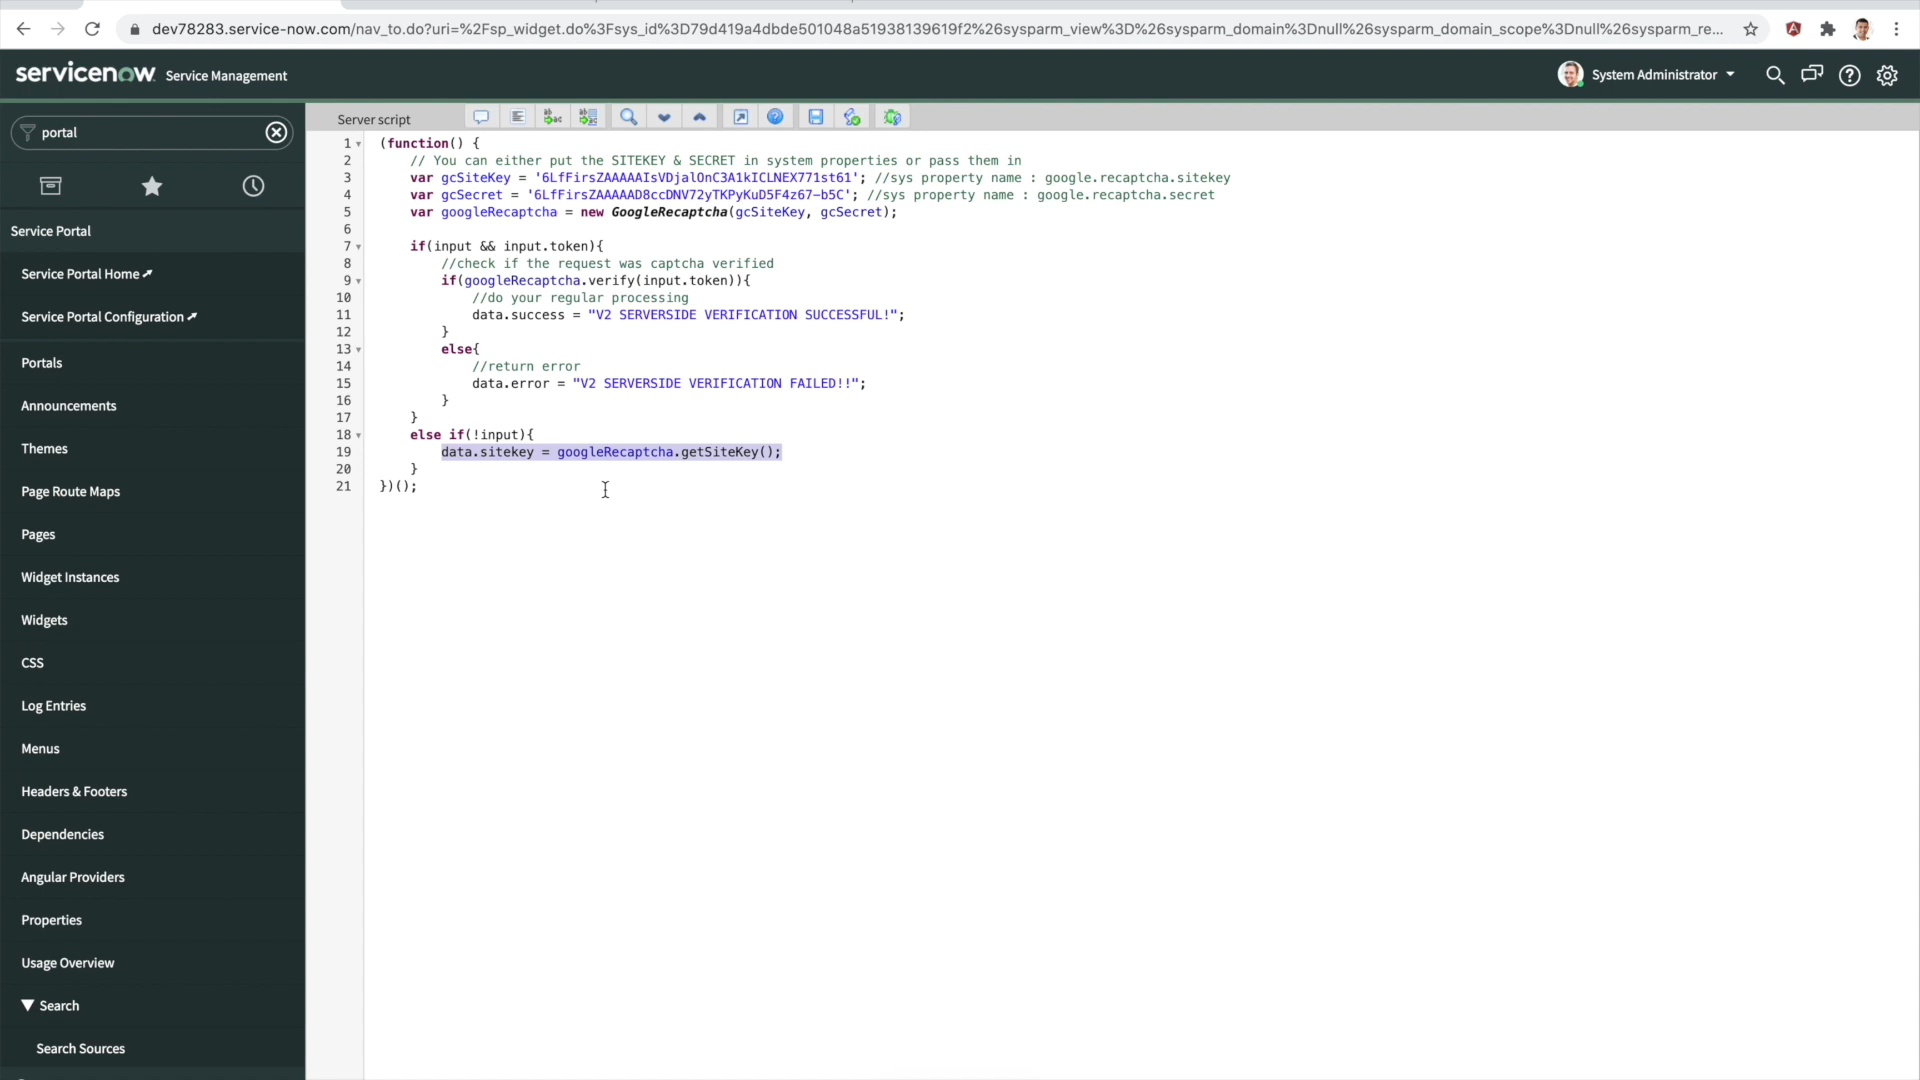 dev78283.service-now.com/nav_to.do?uri=%2Fsp_widget.do%3Fsys_id%3D79d419a4dbde501048a51938139619f2%26sysparm_view%3D%26sysparm_domain%3Dnull%26sysparm_domain_scope%3Dnull%26sysparm_re...
servicenow Service Management
System Administrator
portal
Service Portal
Service Portal Home
Service Portal Configuration
Portals
Announcements
Themes
Page Route Maps
Pages
Widget Instances
Widgets
CSS
Log Entries
Menus
Headers & Footers
Dependencies
Angular Providers
Properties
Usage Overview
Search
Search Sources
Server script
1 (function() {
2 // You can either put the SITEKEY & SECRET in system properties or pass them in
3 var gcSiteKey = '6LfFirsZAAAAAIsVDjalOnC3A1kICLNEX771st61'; //sys property name : google.recaptcha.sitekey
4 var gcSecret = '6LfFirsZAAAAAD8ccDNV72yTKPyKuD5F4z67-b5C'; //sys property name : google.recaptcha.secret
5 var googleRecaptcha = new GoogleRecaptcha(gcSiteKey, gcSecret);
6
7 if(input && input.token){
8 //check if the request was captcha verified
9 if(googleRecaptcha.verify(input.token)){
10 //do your regular processing
11 data.success = "V2 SERVERSIDE VERIFICATION SUCCESSFUL!";
12 }
13 else{
14 //return error
15 data.error = "V2 SERVERSIDE VERIFICATION FAILED!!";
16 }
17 }
18 else if(!input){
19 data.sitekey = googleRecaptcha.getSiteKey();
20 }
21 })();